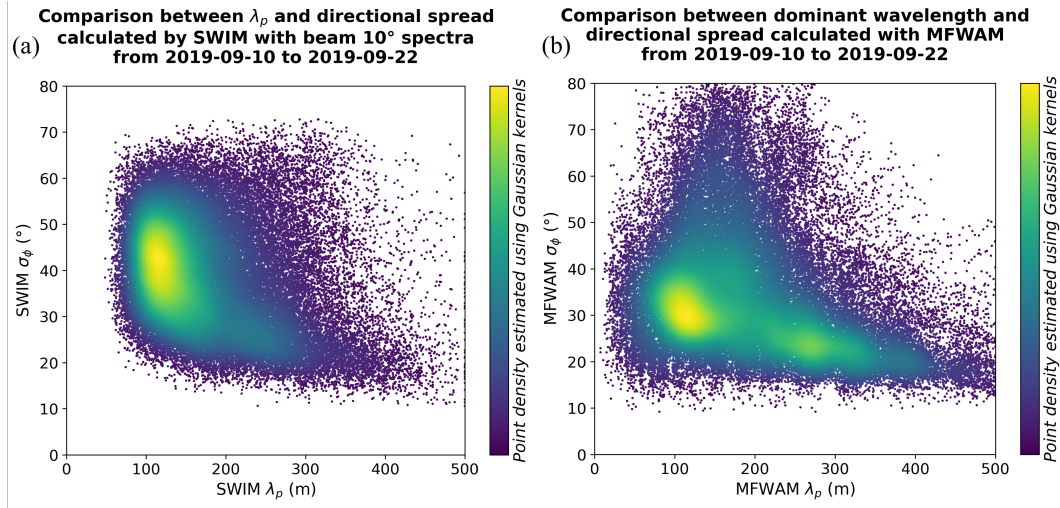 (a)
Comparison between λp and directional spread
calculated by SWIM with beam 10° spectra
from 2019-09-10 to 2019-09-22
80
70
60
50
40
30
20
10
0
SWIM σϕ (°)
0 100 200 300 400 500
SWIM λp (m)
Point density estimated using Gaussian kernels
(b)
Comparison between dominant wavelength and
directional spread calculated with MFWAM
from 2019-09-10 to 2019-09-22
80
70
60
50
40
30
20
10
0
MFWAM σϕ (°)
0 100 200 300 400 500
MFWAM λp (m)
Point density estimated using Gaussian kernels